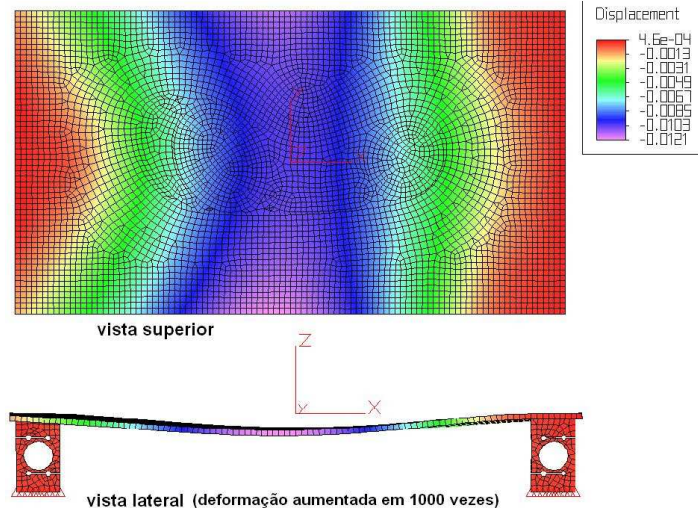 Displacement
4.6e-04
-0.0013
-0.0031
-0.0049
-0.0067
-0.0085
-0.0103
-0.0121
vista superior
Z
Y
X
vista lateral (deformação aumentada em 1000 vezes)